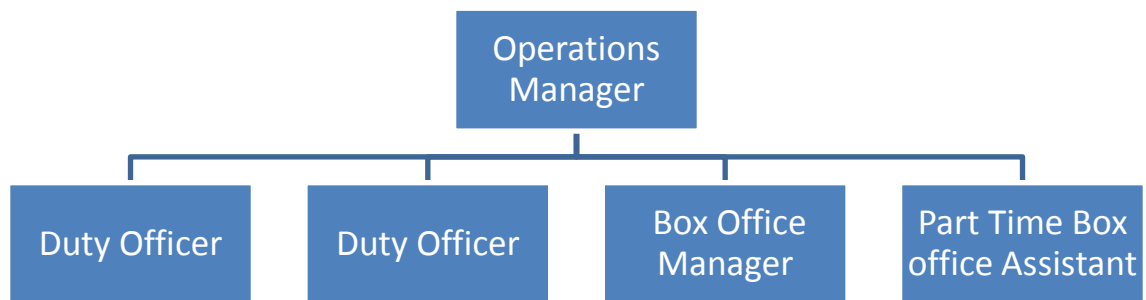 Operations
Manager
Duty Officer
Duty Officer
Box Office
Manager
Part Time Box
office Assistant